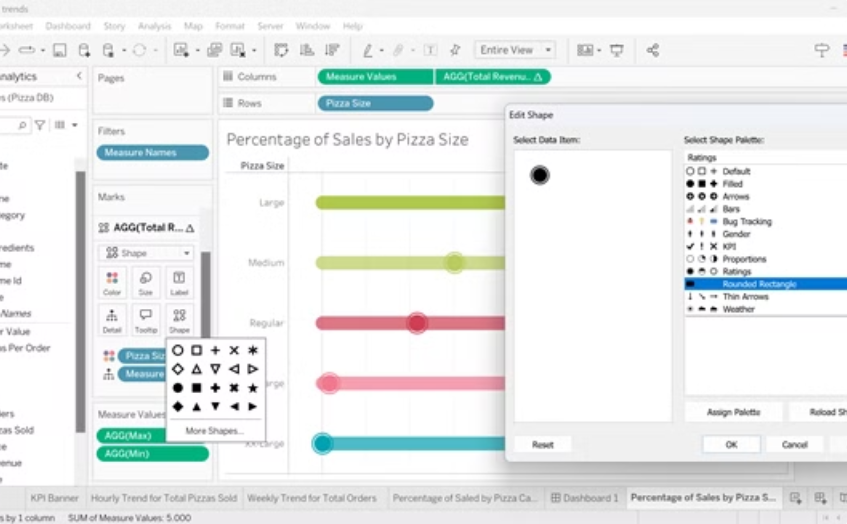 trends
orksheet Dashboard Story Analysis Map Format Server Window Help
Entire View
nalytics
Pages
Columns Measure Values AGG(Total Revenu.. Δ
s (Pizza DB)
Rows Pizza Size
Filters
Measure Names
Percentage of Sales by Pizza Size
Pizza Size
te
Marks
me
Large
egory
AGG(Total R... Δ
Shape
redients
me
Medium
e Id
Color Size Label
e
Names
Detail Tooltip Shape
Regular
r Value
s Per Order
Pizza Siz
Measure
arge
More Shapes...
Measure Values
ers
AGG(Max)
zas Sold
XX-Large
ce
AGG(Min)
venue
e
Edit Shape
Select Data Item:
Select Shape Palette:
Ratings
Default
Filled
Arrows
Bars
Bug Tracking
Gender
KPI
Proportions
Ratings
Rounded Rectangle
Thin Arrows
Weather
Assign Palette Reload Sh
Reset OK Cancel
KPI Banner Hourly Trend for Total Pizzas Sold Weekly Trend for Total Orders Percentage of Saled by Pizza Ca... Dashboard 1 Percentage of Sales by Pizza S...
s by 1 column SUM of Measure Values: 5.000